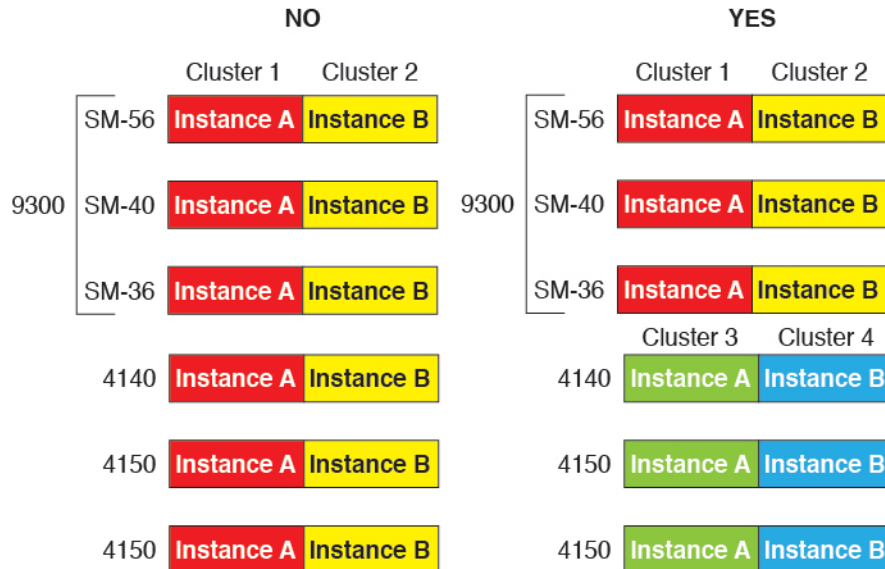 NO
Cluster 1 Cluster 2
SM-56 Instance A Instance B
9300 SM-40 Instance A Instance B
SM-36 Instance A Instance B
4140 Instance A Instance B
4150 Instance A Instance B
4150 Instance A Instance B
YES
Cluster 1 Cluster 2
SM-56 Instance A Instance B
9300 SM-40 Instance A Instance B
SM-36 Instance A Instance B
Cluster 3 Cluster 4
4140 Instance A Instance B
4150 Instance A Instance B
4150 Instance A Instance B